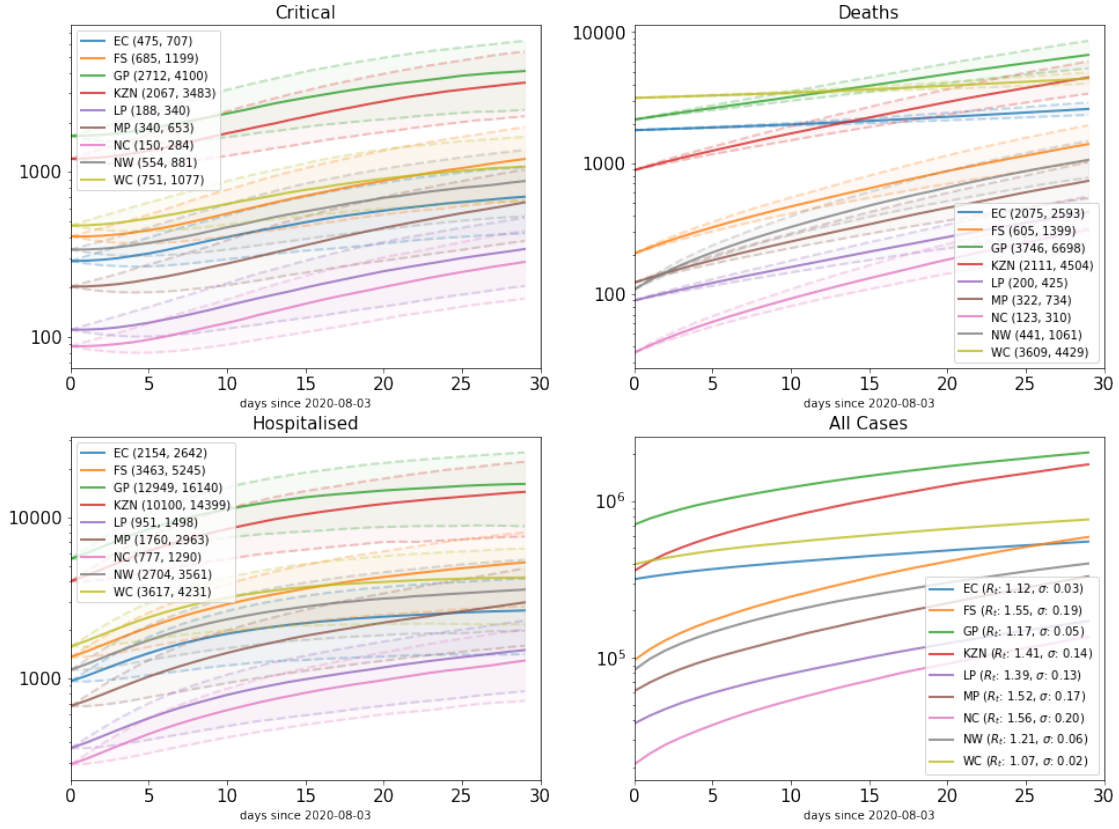 Critical
EC (475, 707)
FS (685, 1199)
GP (2712, 4100)
KZN (2067, 3483)
LP (188, 340)
MP (340, 653)
NC (150, 284)
NW (554, 881)
WC (751, 1077)
1000
100
0 5 10 15 20 25 30
days since 2020-08-03
Deaths
10000
1000
100
EC (2075, 2593)
FS (605, 1399)
GP (3746, 6698)
KZN (2111, 4504)
LP (200, 425)
MP (322, 734)
NC (123, 310)
NW (441, 1061)
WC (3609, 4429)
0 5 10 15 20 25 30
days since 2020-08-03
Hospitalised
EC (2154, 2642)
FS (3463, 5245)
GP (12949, 16140)
KZN (10100, 14399)
LP (951, 1498)
MP (1760, 2963)
NC (777, 1290)
NW (2704, 3561)
WC (3617, 4231)
10000
1000
0 5 10 15 20 25 30
days since 2020-08-03
All Cases
10⁶
10⁵
EC (Rₜ: 1.12, σ: 0.03)
FS (Rₜ: 1.55, σ: 0.19)
GP (Rₜ: 1.17, σ: 0.05)
KZN (Rₜ: 1.41, σ: 0.14)
LP (Rₜ: 1.39, σ: 0.13)
MP (Rₜ: 1.52, σ: 0.17)
NC (Rₜ: 1.56, σ: 0.20)
NW (Rₜ: 1.21, σ: 0.06)
WC (Rₜ: 1.07, σ: 0.02)
0 5 10 15 20 25 30
days since 2020-08-03